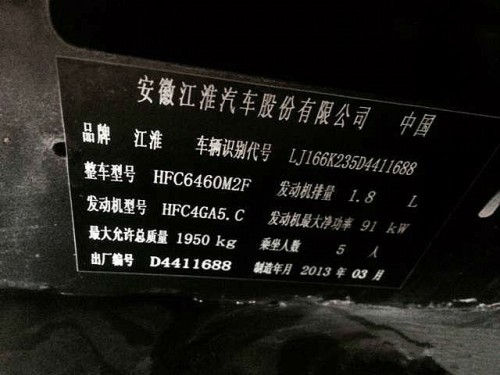 安徽江淮汽车股份有限公司 中国
品牌 江淮 车辆识别代号 LJ166K235D4411688
整车型号 HFC6460M2F 发动机排量 1.8 L
发动机型号 HFC4GA5.C 发动机最大净功率 91 kW
最大允许总质量 1950 kg 乘坐人数 5 人
出厂编号 D4411688 制造年月 2013 年 03 月